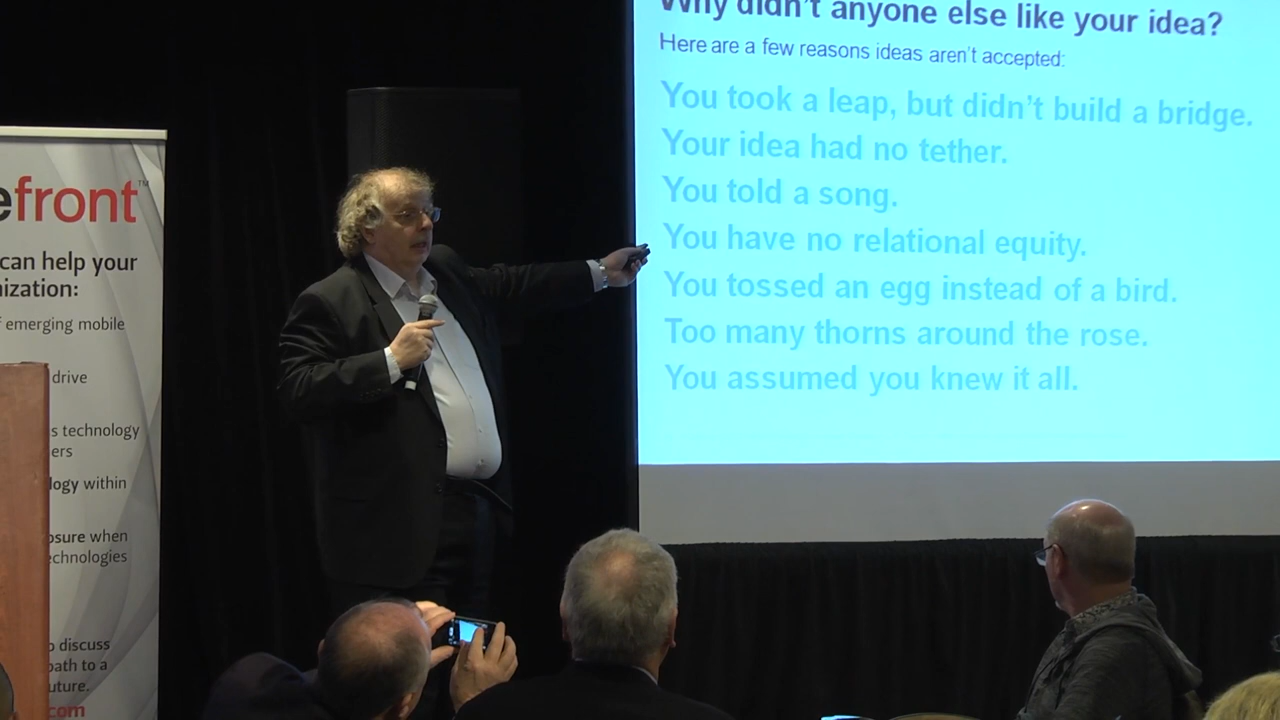 efront™
can help your
ization:
f emerging mobile
drive
s technology
ers
logy within
osure when
echnologies
o discuss
path to a
uture.
com
Why didn't anyone else like your idea?
Here are a few reasons ideas aren't accepted:
You took a leap, but didn't build a bridge.
Your idea had no tether.
You told a song.
You have no relational equity.
You tossed an egg instead of a bird.
Too many thorns around the rose.
You assumed you knew it all.